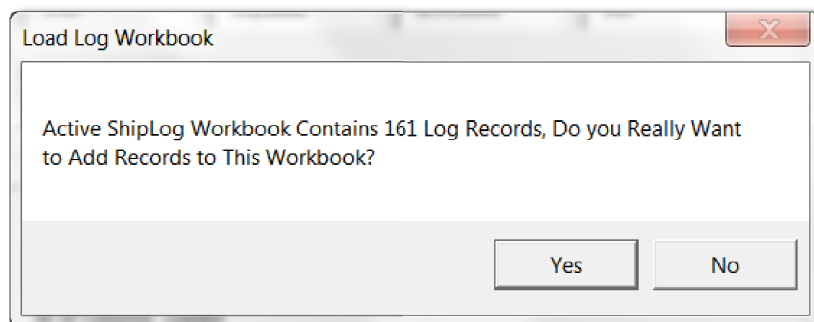 Load Log Workbook
Active ShipLog Workbook Contains 161 Log Records, Do you Really Want
to Add Records to This Workbook?
Yes
No